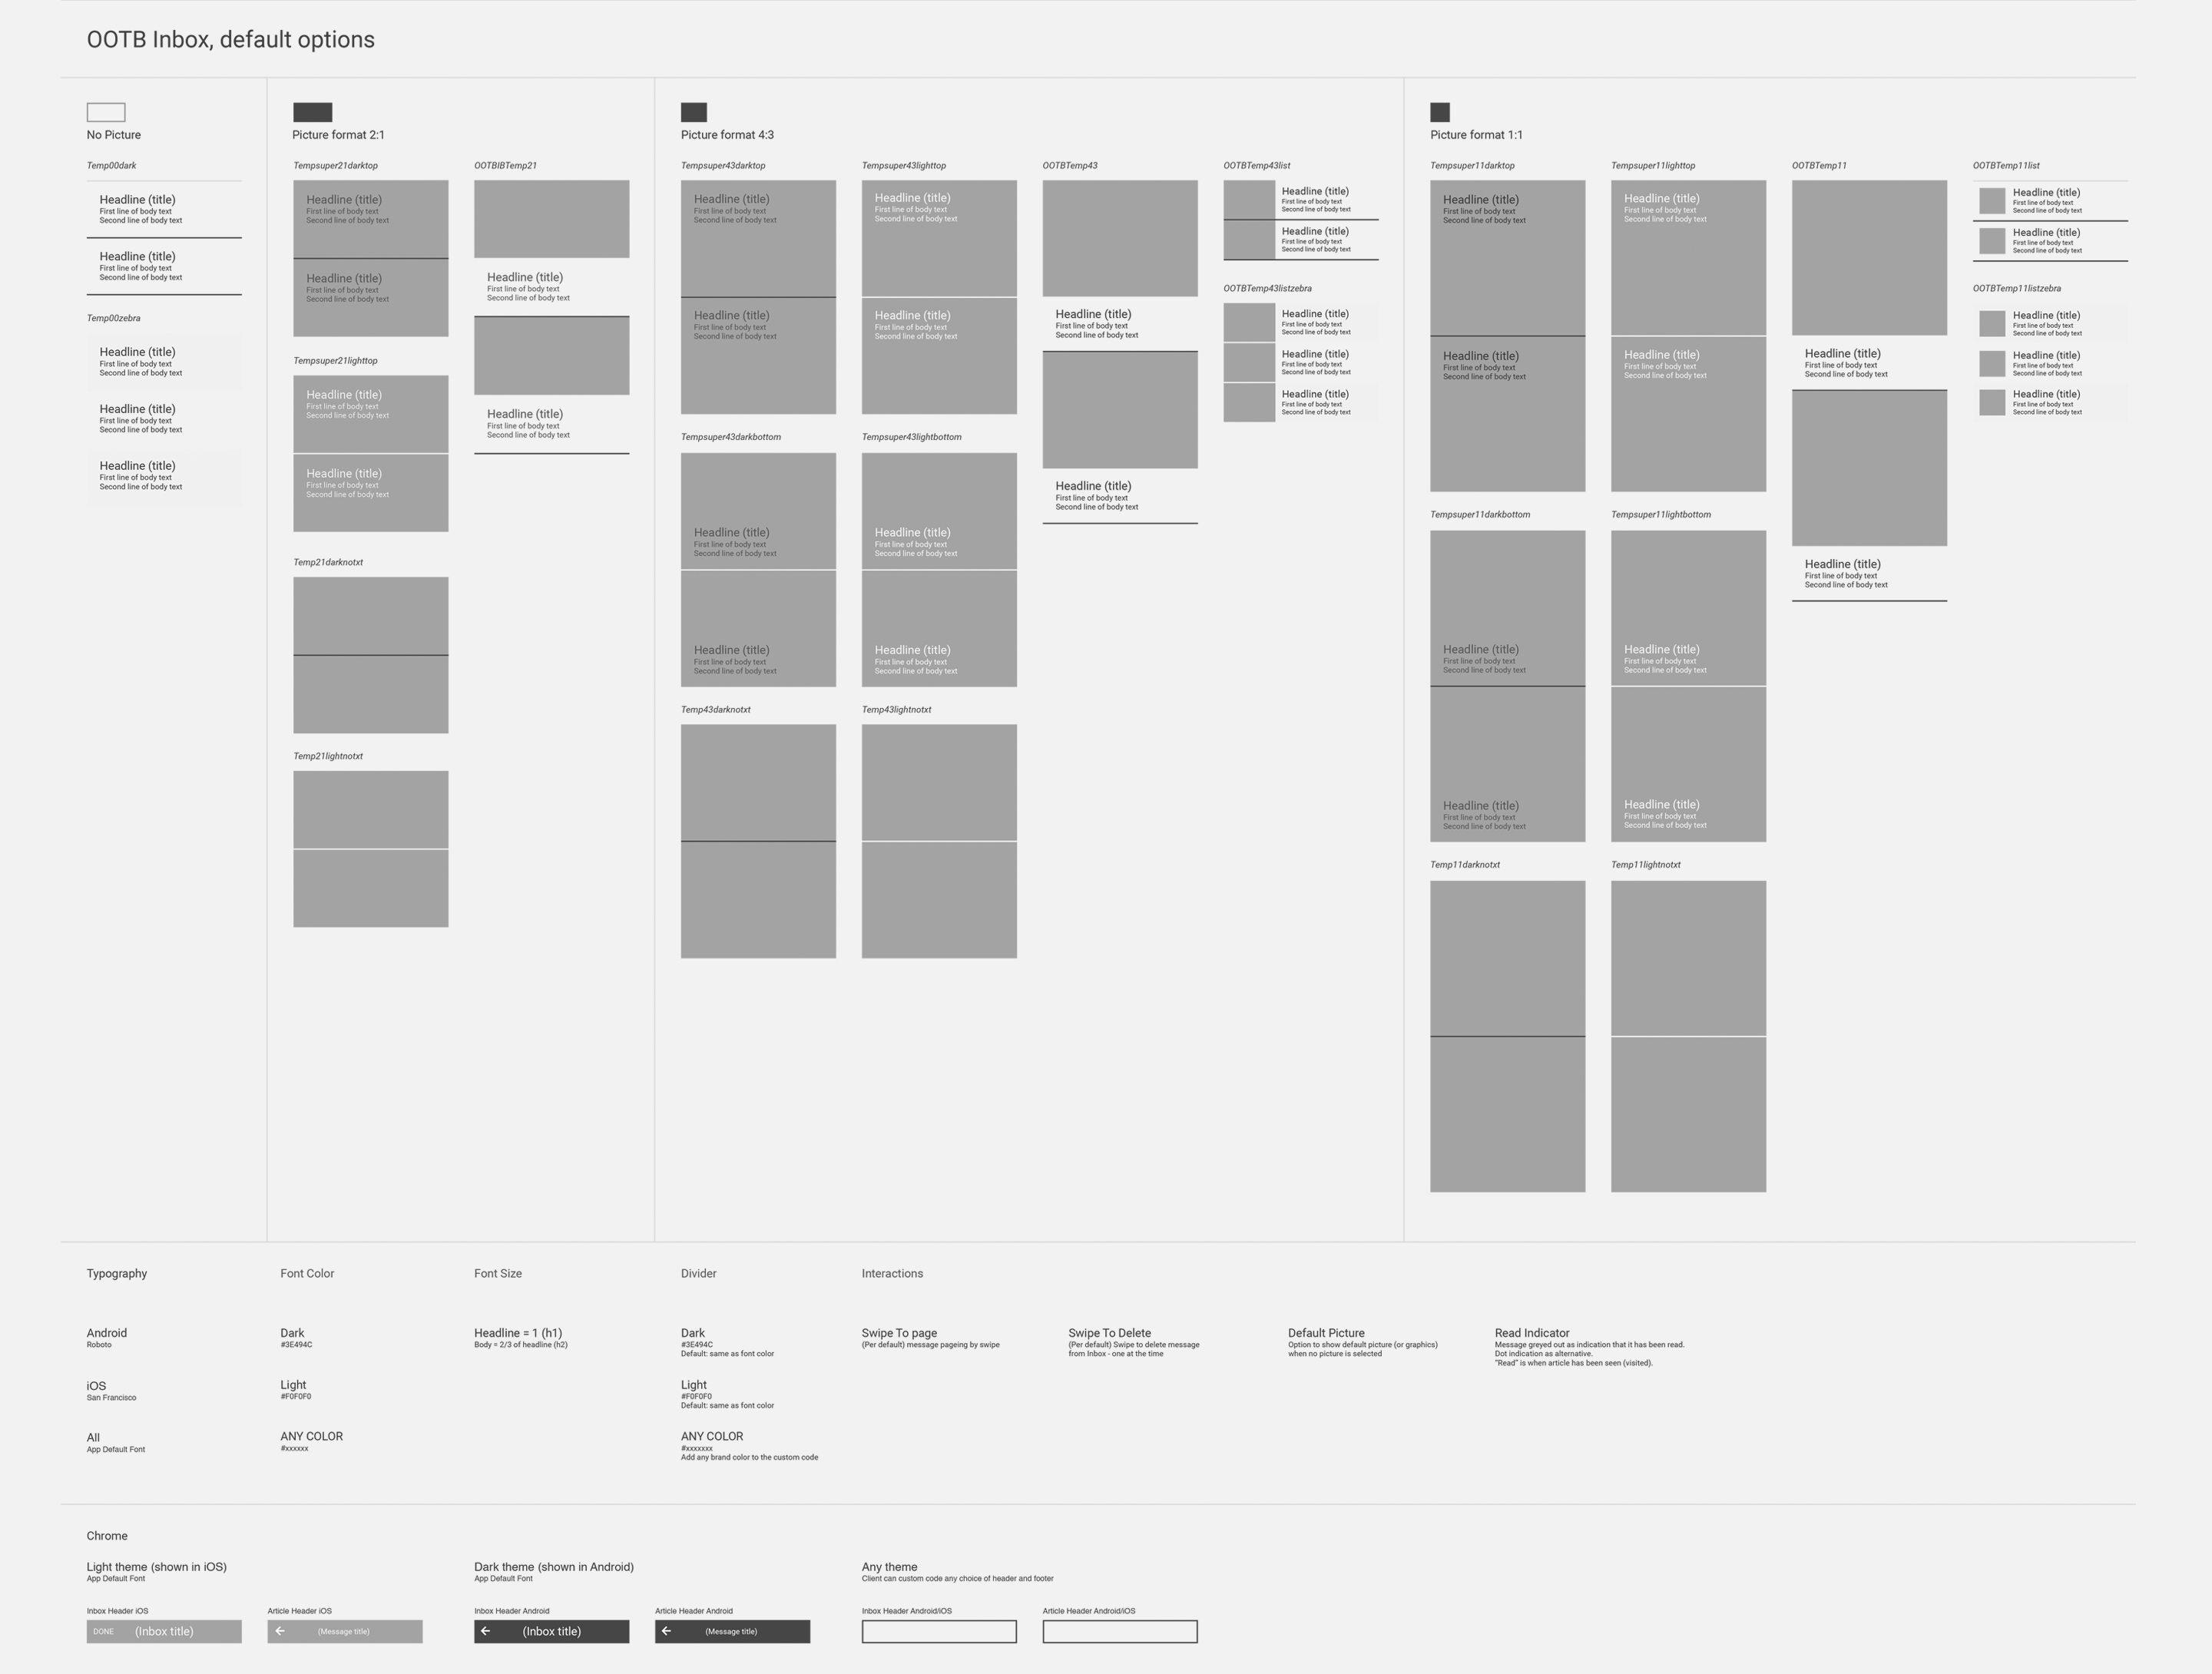 OOTB Inbox, default options
No Picture
Temp00dark
Headline (title)
First line of body text
Second line of body text
Headline (title)
First line of body text
Second line of body text
Temp00zebra
Headline (title)
First line of body text
Second line of body text
Headline (title)
First line of body text
Second line of body text
Headline (title)
First line of body text
Second line of body text
Picture format 2:1
Tempsuper21darktop
Headline (title)
First line of body text
Second line of body text
Headline (title)
First line of body text
Second line of body text
Tempsuper21lighttop
Headline (title)
First line of body text
Second line of body text
Headline (title)
First line of body text
Second line of body text
Temp21darknotxt
Temp21lightnotxt
OOTBIBTemp21
Headline (title)
First line of body text
Second line of body text
Headline (title)
First line of body text
Second line of body text
Picture format 4:3
Tempsuper43darktop
Headline (title)
First line of body text
Second line of body text
Headline (title)
First line of body text
Second line of body text
Tempsuper43darkbottom
Headline (title)
First line of body text
Second line of body text
Headline (title)
First line of body text
Second line of body text
Temp43darknotxt
Tempsuper43lighttop
Headline (title)
First line of body text
Second line of body text
Headline (title)
First line of body text
Second line of body text
Tempsuper43lightbottom
Headline (title)
First line of body text
Second line of body text
Headline (title)
First line of body text
Second line of body text
Temp43lightnotxt
OOTBTemp43
Headline (title)
First line of body text
Second line of body text
Headline (title)
First line of body text
Second line of body text
OOTBTemp43list
Headline (title)
First line of body text
Second line of body text
Headline (title)
First line of body text
Second line of body text
OOTBTemp43listzebra
Headline (title)
First line of body text
Second line of body text
Headline (title)
First line of body text
Second line of body text
Headline (title)
First line of body text
Second line of body text
Picture format 1:1
Tempsuper11darktop
Headline (title)
First line of body text
Second line of body text
Headline (title)
First line of body text
Second line of body text
Tempsuper11darkbottom
Headline (title)
First line of body text
Second line of body text
Headline (title)
First line of body text
Second line of body text
Temp11darknotxt
Tempsuper11lighttop
Headline (title)
First line of body text
Second line of body text
Headline (title)
First line of body text
Second line of body text
Tempsuper11lightbottom
Headline (title)
First line of body text
Second line of body text
Headline (title)
First line of body text
Second line of body text
Temp11lightnotxt
OOTBTemp11
Headline (title)
First line of body text
Second line of body text
Headline (title)
First line of body text
Second line of body text
OOTBTemp11list
Headline (title)
First line of body text
Second line of body text
Headline (title)
First line of body text
Second line of body text
OOTBTemp11listzebra
Headline (title)
First line of body text
Second line of body text
Headline (title)
First line of body text
Second line of body text
Headline (title)
First line of body text
Second line of body text
Typography
Android
Roboto
iOS
San Francisco
All
App Default Font
Font Color
Dark
#3E494C
Light
#F0F0F0
ANY COLOR
#xxxxxx
Font Size
Headline = 1 (h1)
Body = 2/3 of headline (h2)
Divider
Dark
#3E494C
Default: same as font color
Light
#F0F0F0
Default: same as font color
ANY COLOR
#xxxxxxx
Add any brand color to the custom code
Interactions
Swipe To page
(Per default) message pageing by swipe
Swipe To Delete
(Per default) Swipe to delete message
from Inbox - one at the time
Default Picture
Option to show default picture (or graphics)
when no picture is selected
Read Indicator
Message greyed out as indication that it has been read.
Dot indication as alternative.
"Read" is when article has been seen (visited).
Chrome
Light theme (shown in iOS)
App Default Font
Inbox Header iOS
DONE (Inbox title)
Article Header iOS
(Message title)
Dark theme (shown in Android)
App Default Font
Inbox Header Android
(Inbox title)
Article Header Android
(Message title)
Any theme
Client can custom code any choice of header and footer
Inbox Header Android/iOS
Article Header Android/iOS